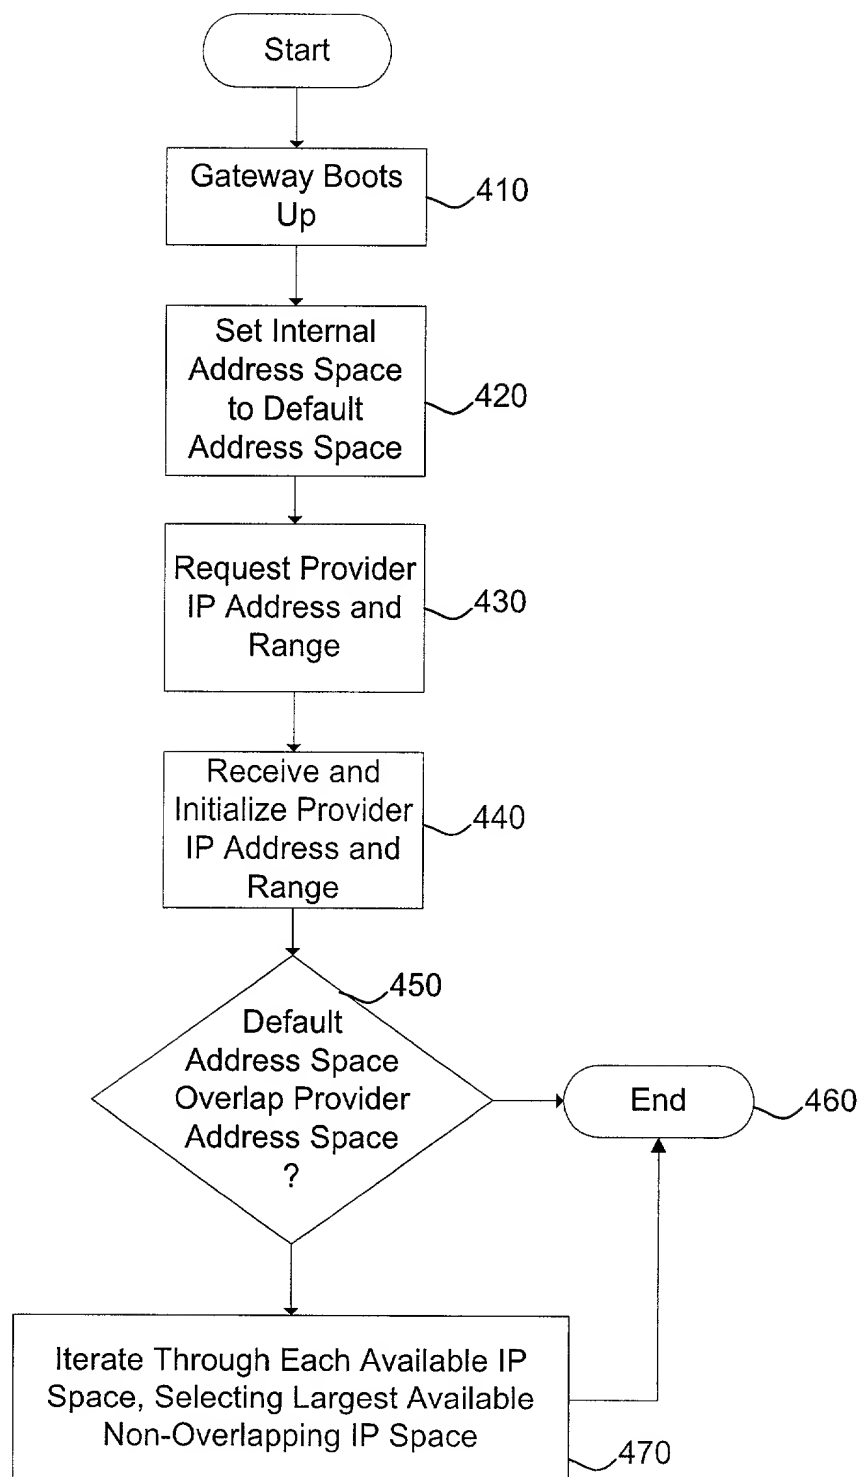 Start
Gateway Boots
Up
410
Set Internal
Address Space
to Default
Address Space
420
Request Provider
IP Address and
Range
430
Receive and
Initialize Provider
IP Address and
Range
440
450
Default
Address Space
Overlap Provider
Address Space
?
End
460
Iterate Through Each Available IP
Space, Selecting Largest Available
Non-Overlapping IP Space
470